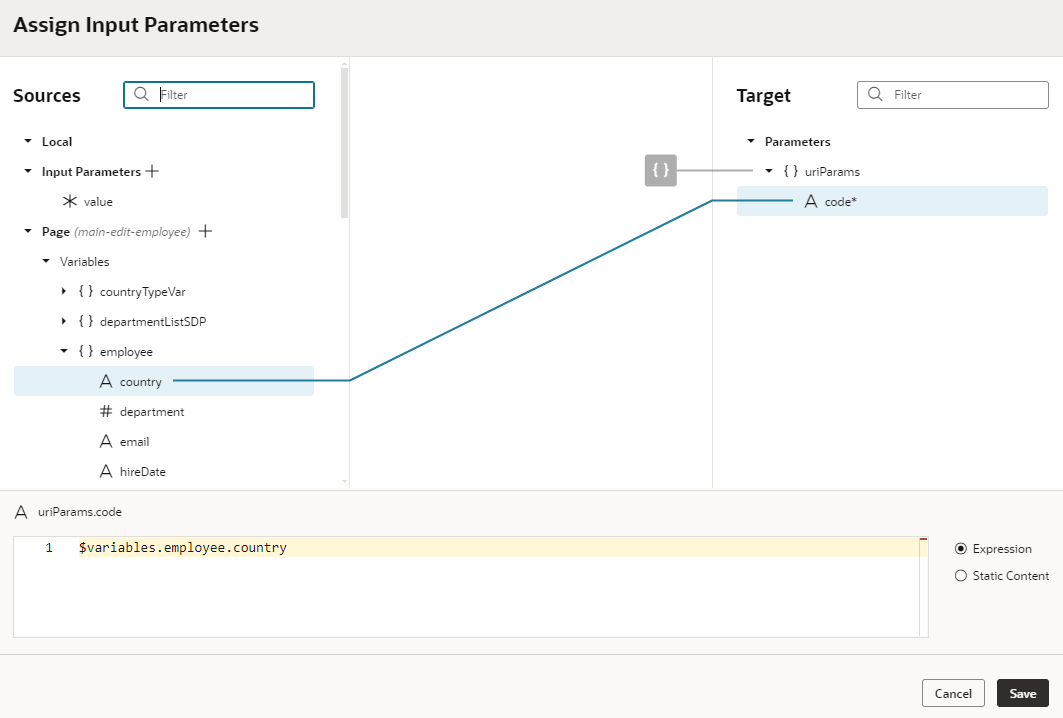 Assign Input Parameters
Sources
Filter
Target
Filter
Local
Input Parameters
value
Page (main-edit-employee)
Variables
{ } countryTypeVar
{ } departmentListSDP
{ } employee
A country
# department
A email
A hireDate
{ }
Parameters
{ } uriParams
A code*
A uriParams.code
1 $variables.employee.country
Expression
Static Content
Cancel
Save